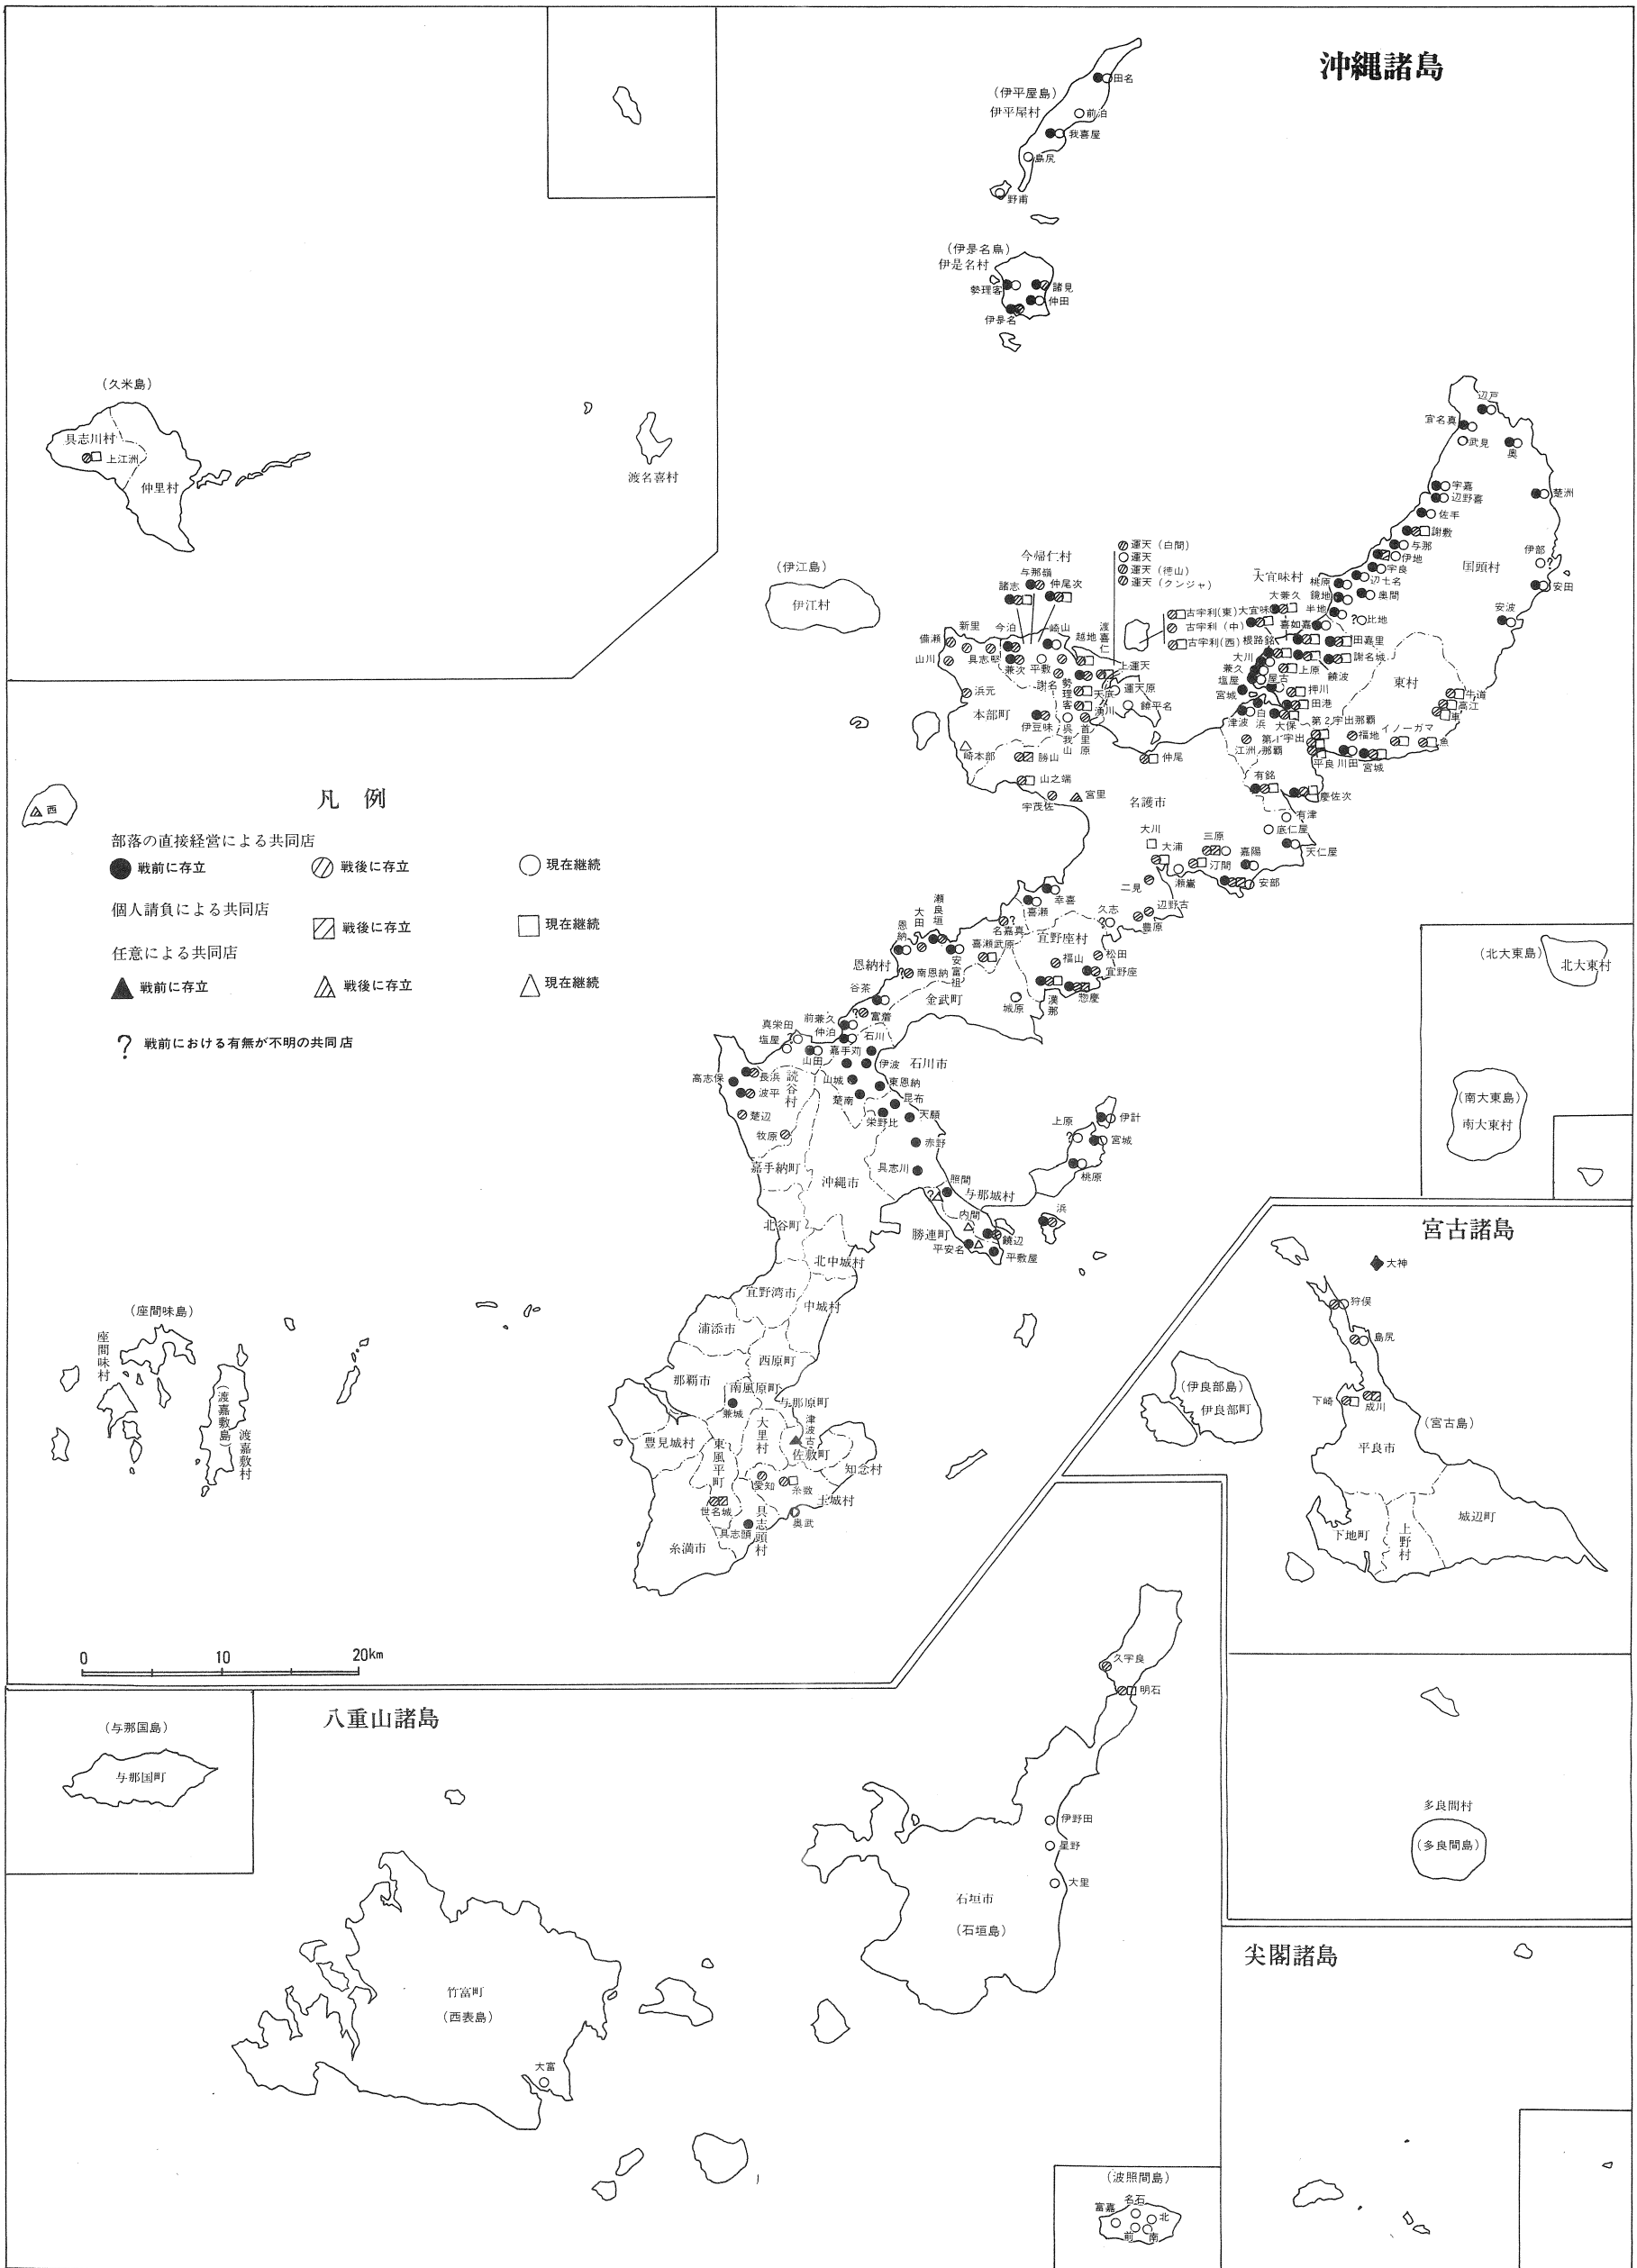 沖縄諸島
(伊平屋島)
伊平屋村
田名
前泊
我喜屋
島尻
野甫
(伊是名島)
伊是名村
勢理客
諸見
仲田
伊是名
(久米島)
具志川村
上江洲
仲里村
渡名喜村
(伊江島)
伊江村
辺戸
宜名真
武見
奥
宇嘉
辺野喜
佐手
謝敷
与那
伊地
宇良
辺土名
奥間
桃原
鏡地
半地
?比地
楚洲
伊部
?
国頭村
安田
安波
今帰仁村
与那嶺
仲尾次
諸志
今泊
崎山
運天(白間)
運天
運天(徳山)
運天(クンジャ)
渡喜仁
越地
上運天
古宇利(東)
古宇利(中)
古宇利(西)
新里
備瀬
山川
具志堅
兼次
平敷
謝名
勢理客
天底
湧川
運天原
饒平名
浜元
本部町
伊豆味
呉我山
首里原
崎本部
勝山
山之端
宇茂佐
宮里
仲尾
名護市
大宜味村
大兼久
大宜味
喜如嘉
根路銘
田嘉里
謝名城
饒波
上原
大川
兼久
塩屋
屋古
宮城
押川
田港
津波
白浜
大保
江洲
東村
牛道
高江
車
第2宇出那覇
第1宇出那覇
福地
イノーガマ
魚
平良
川田
宮城
有銘
慶佐次
有津
底仁屋
天仁屋
大川
大浦
三原
嘉陽
汀間
瀬嵩
安部
二見
辺野古
豊原
久志
?
幸喜
喜瀬
名嘉真
?
喜瀬武原
瀬良垣
大田
恩納
安富祖
恩納村
?
南恩納
谷茶
宜野座村
松田
福山
宜野座
惣慶
漢那
城原
金武町
?
富着
前兼久
仲泊
真栄田
?
塩屋
山田
石川
嘉手苅
伊波
石川市
山城
東恩納
楚南
昆布
栄野比
天願
赤野
具志川
高志保
長浜
波平
読谷村
楚辺
牧原
嘉手納町
沖縄市
照間
?
与那城村
上原
?
伊計
宮城
桃原
浜
内間
勝連町
平安名
饒辺
平敷屋
北谷町
北中城村
宜野湾市
中城村
浦添市
西原町
那覇市
南風原町
兼城
与那原町
大里村
津波古
佐敷町
知念村
豊見城村
東風平町
愛知
糸数
玉城村
世名城
具志頭
具志頭村
奥武
糸満市
西
凡 例
部落の直接経営による共同店
戦前に存立
戦後に存立
現在継続
個人請負による共同店
戦後に存立
現在継続
任意による共同店
戦前に存立
戦後に存立
現在継続
? 戦前における有無が不明の共同店
(座間味島)
座間味村
(渡嘉敷島)
渡嘉敷村
0 10 20km
(北大東島)
北大東村
(南大東島)
南大東村
宮古諸島
大神
狩俣
島尻
下崎
成川
(宮古島)
平良市
(伊良部島)
伊良部町
下地町
上野村
城辺町
多良間村
(多良間島)
八重山諸島
(与那国島)
与那国町
久宇良
明石
伊野田
星野
大里
石垣市
(石垣島)
竹富町
(西表島)
大富
(波照間島)
名石
富嘉
北
前
南
尖閣諸島